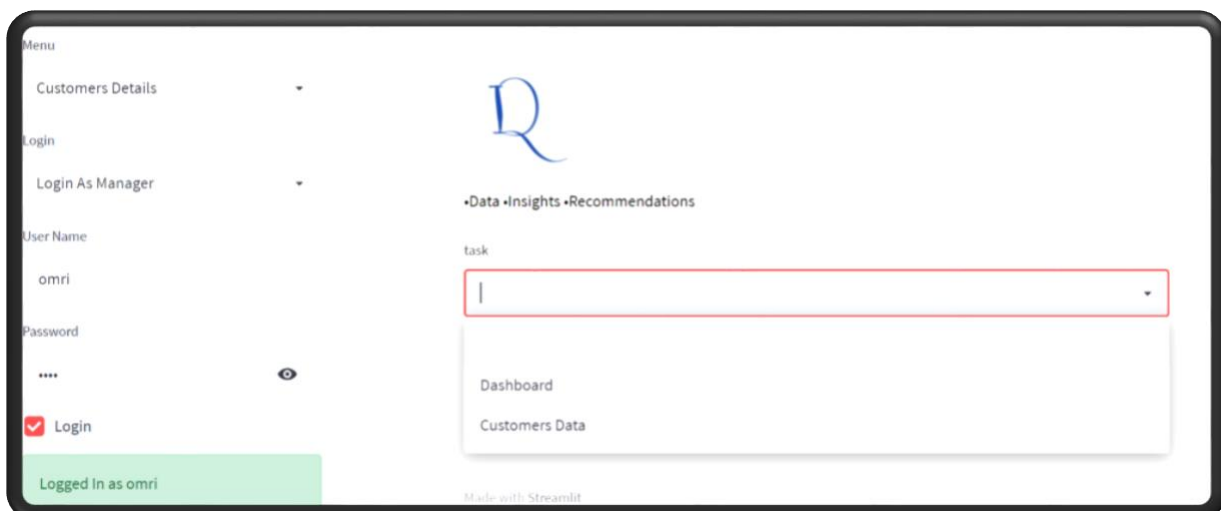 Menu
Customers Details
Login
Login As Manager
User Name
omri
Password
••••
Login
Logged In as omri
DR
•Data •Insights •Recommendations
task
Dashboard
Customers Data
Made with Streamlit